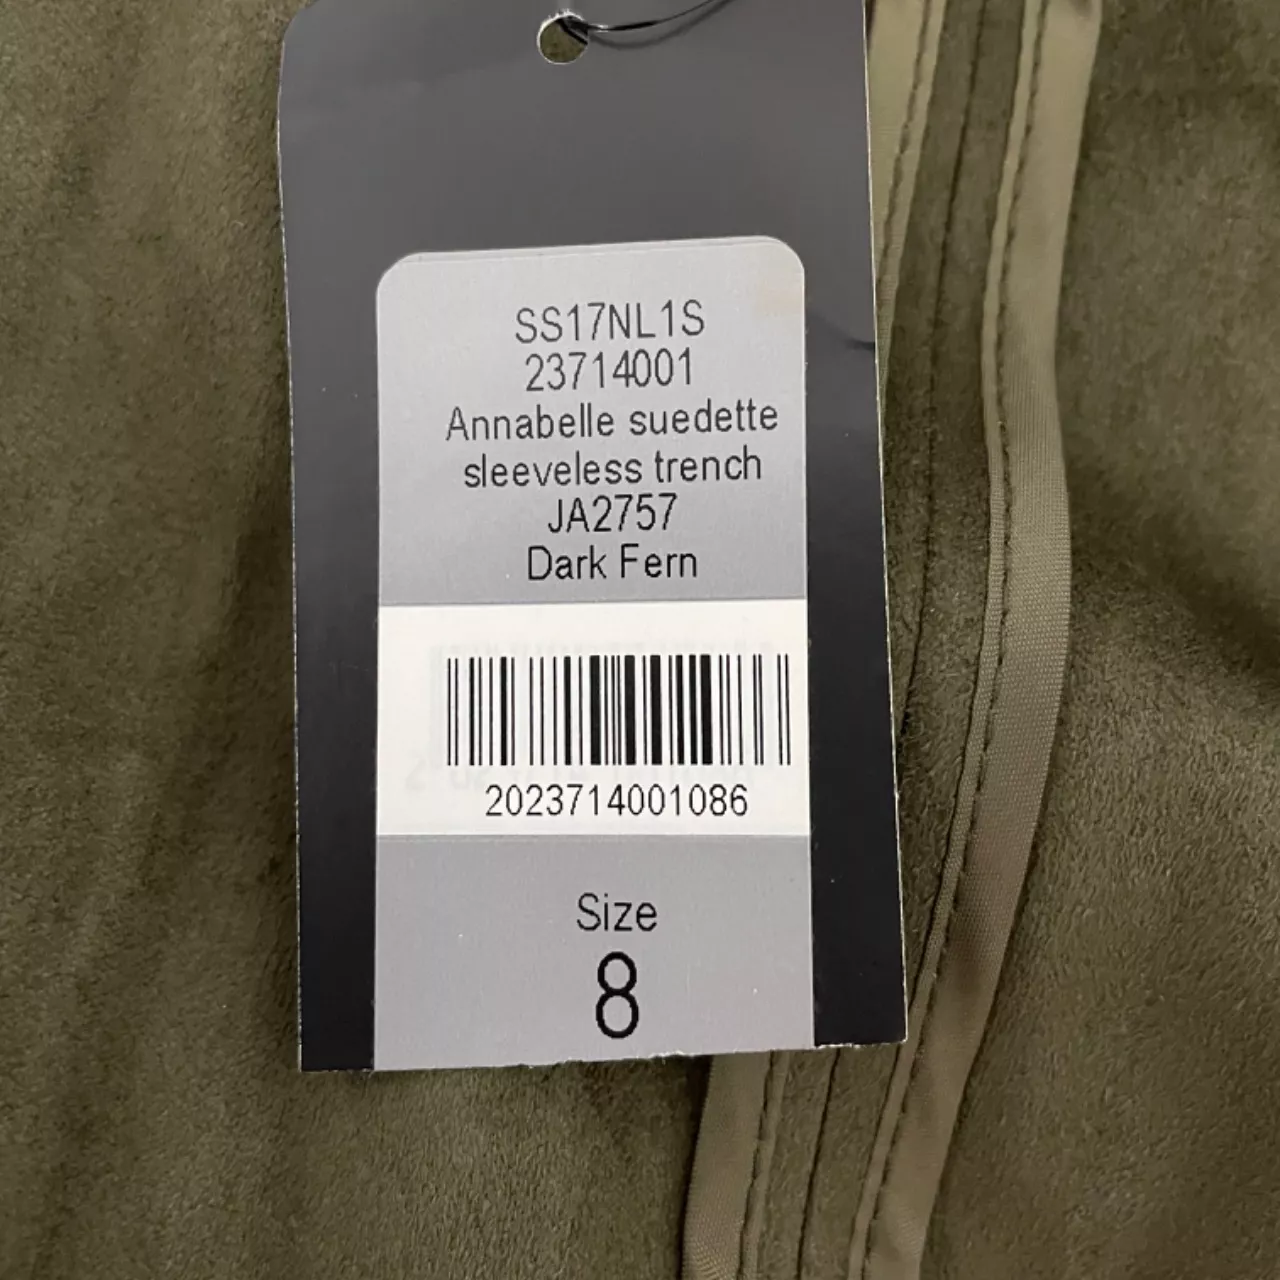 SS17NL1S
23714001
Annabelle suedette
sleeveless trench
JA2757
Dark Fern
2023714001086
Size
8